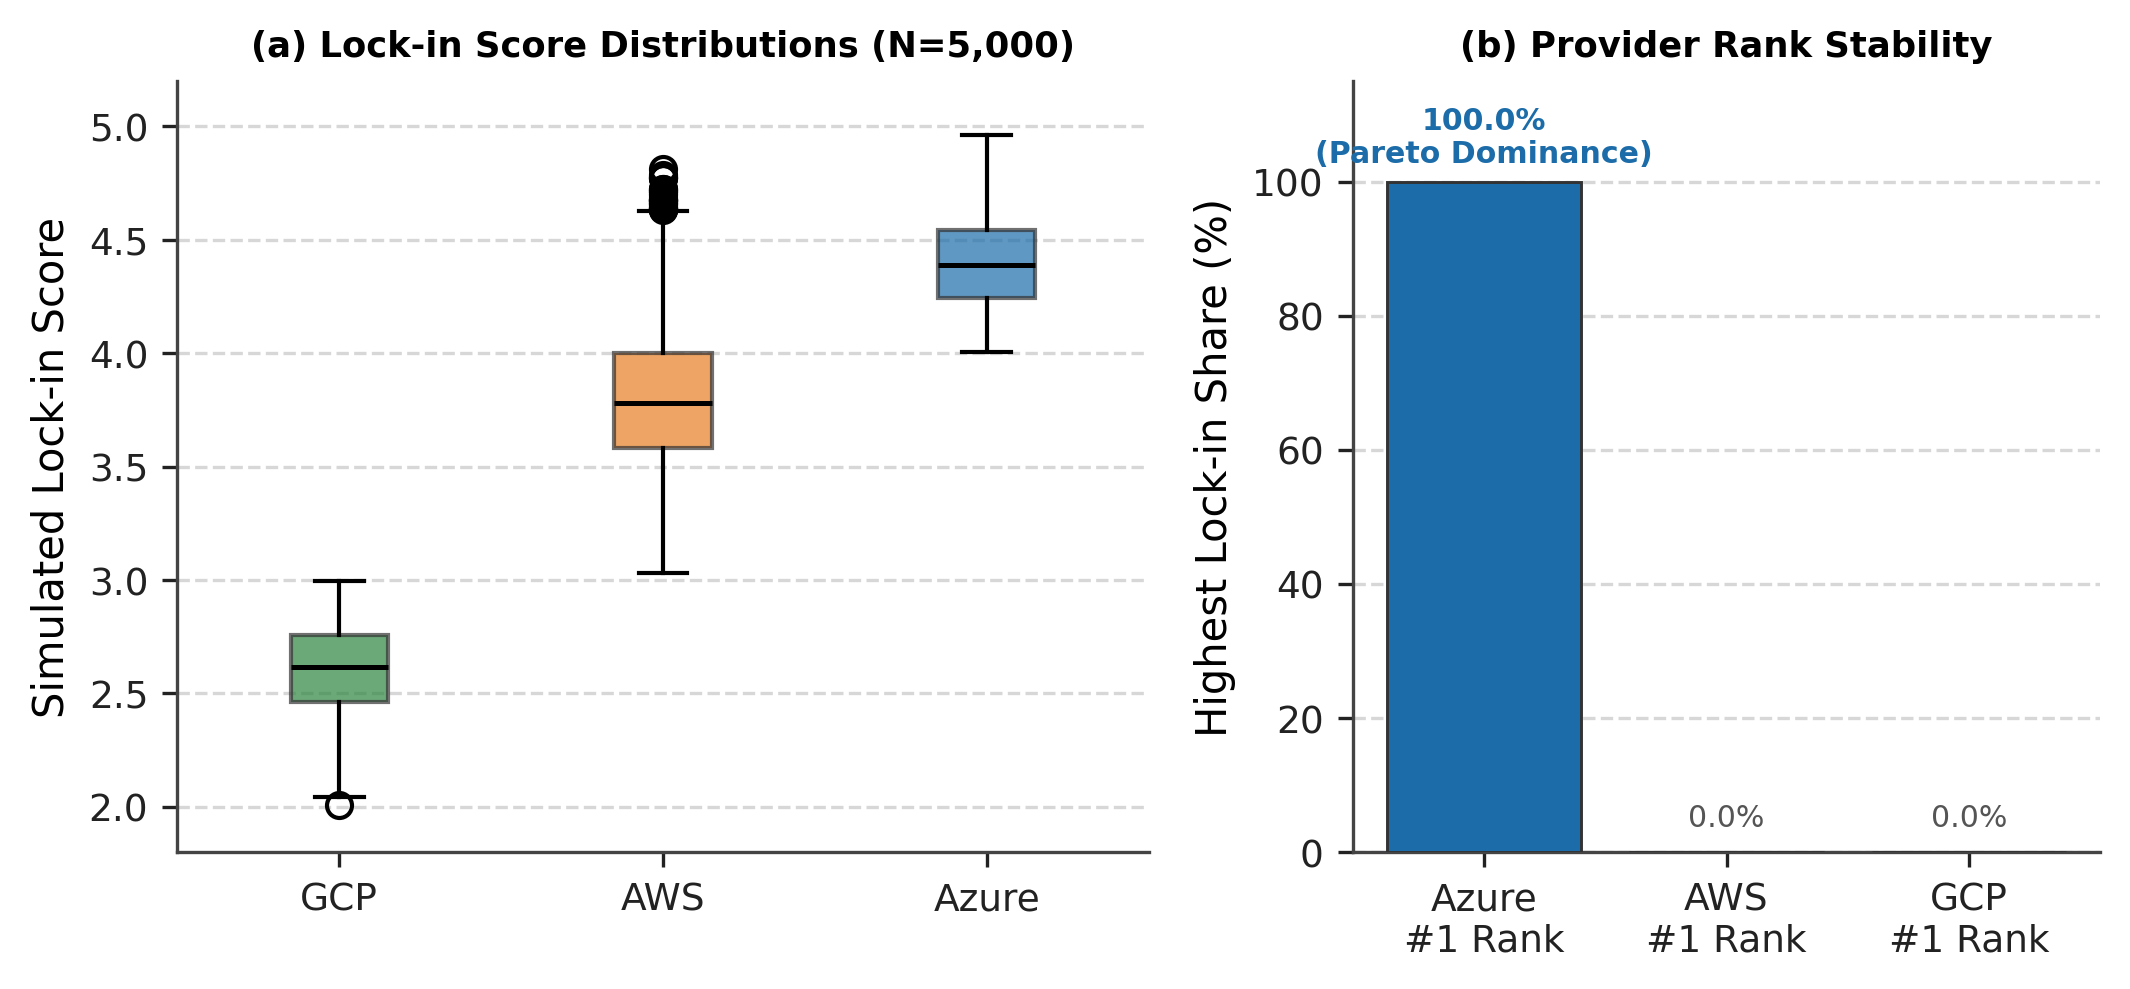 (a) Lock-in Score Distributions (N=5,000)
Simulated Lock-in Score
5.0
4.5
4.0
3.5
3.0
2.5
2.0
GCP
AWS
Azure
(b) Provider Rank Stability
Highest Lock-in Share (%)
100.0%
(Pareto Dominance)
100
80
60
40
20
0
0.0%
0.0%
Azure
#1 Rank
AWS
#1 Rank
GCP
#1 Rank